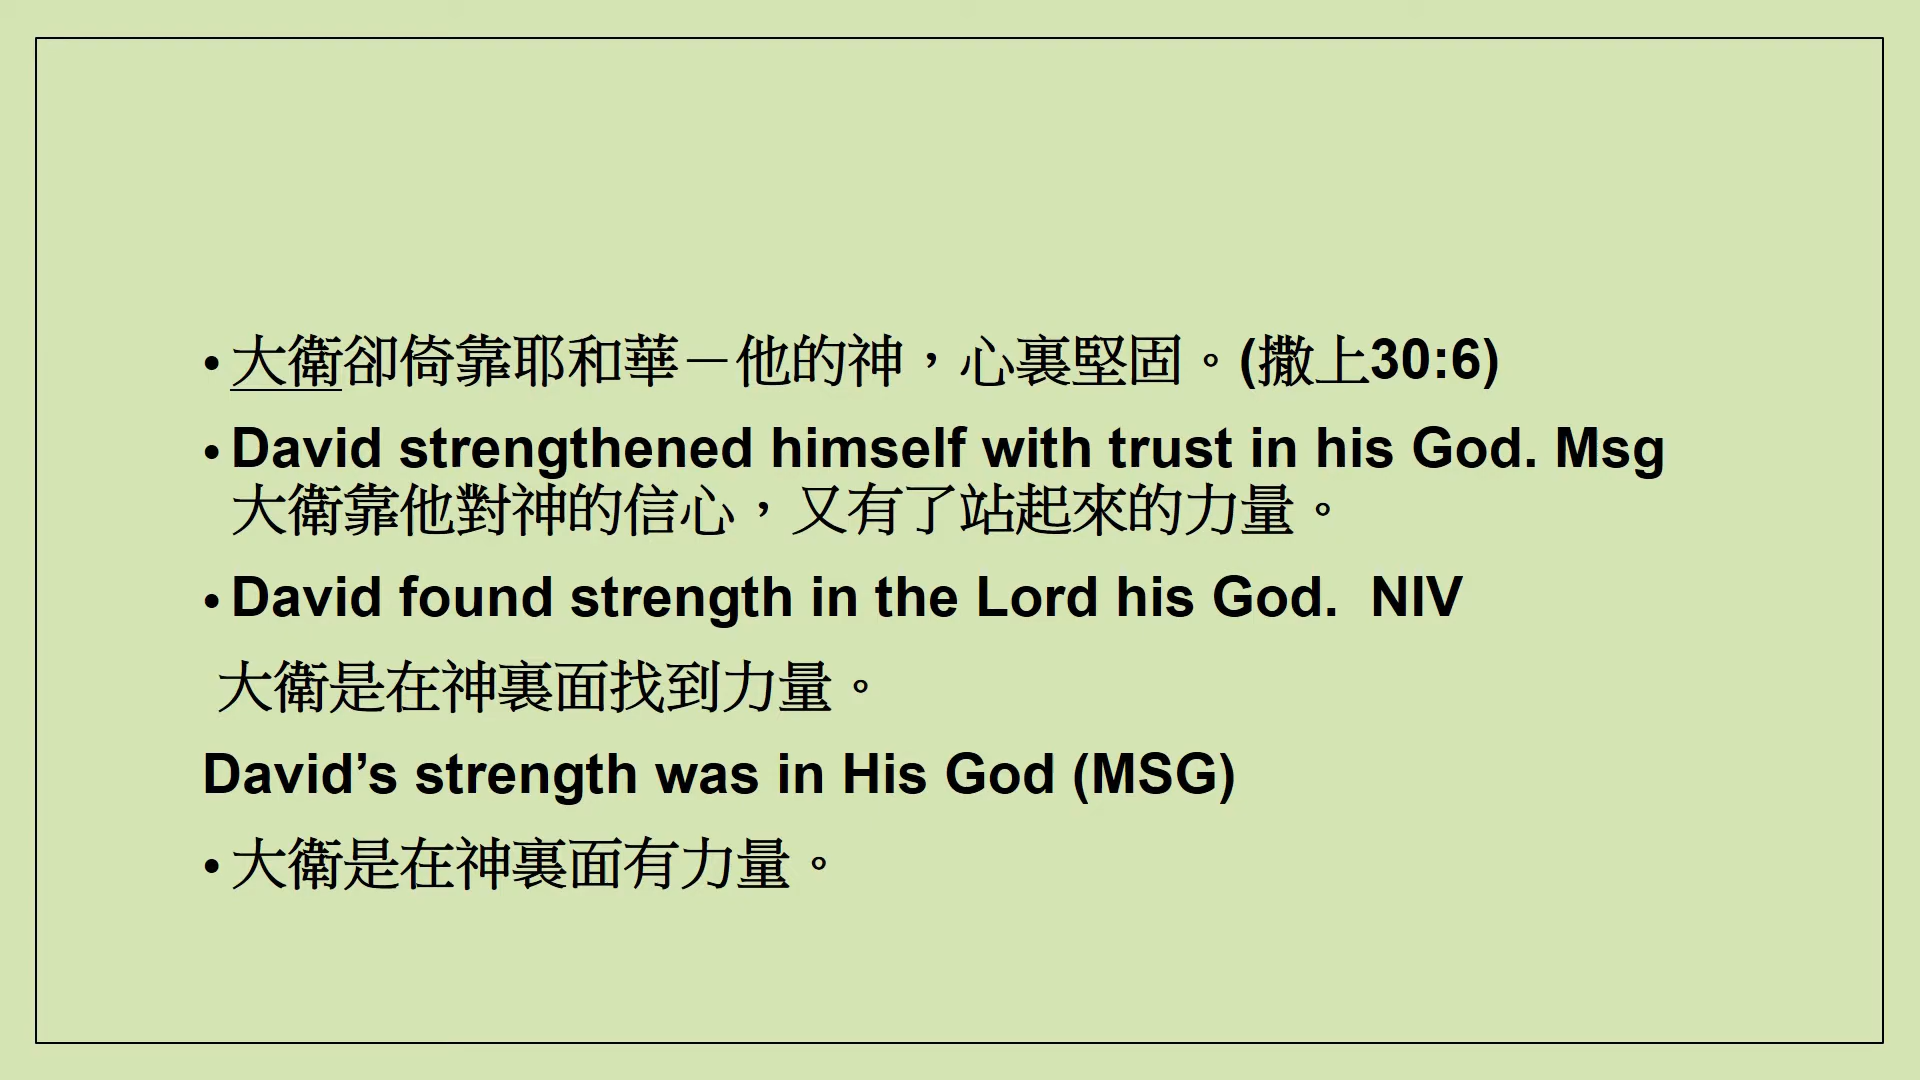 • 大衛卻倚靠耶和華－他的神，心裏堅固。(撒上30:6)
• David strengthened himself with trust in his God. Msg
大衛靠他對神的信心，又有了站起來的力量。
• David found strength in the Lord his God.  NIV
大衛是在神裏面找到力量。
David’s strength was in His God (MSG)
• 大衛是在神裏面有力量。